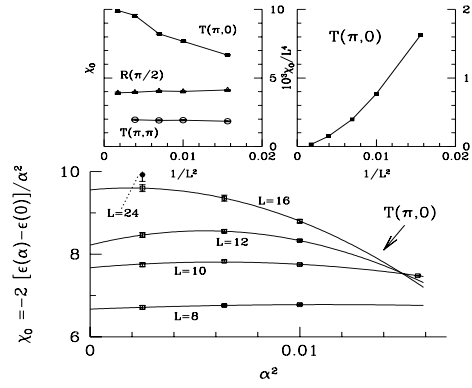 χ₀
T(π,0)
R(π/2)
T(π,π)
10
5
0
0
0.01
0.02
1/L²
10³χ₀/L⁴
T(π,0)
2
1
0
0
0.01
0.02
1/L²
χ₀ = -2 [ε(α)-ε(0)]/α²
10
8
6
L=24
L=16
L=12
L=10
L=8
T(π,0)
0
0.01
α²